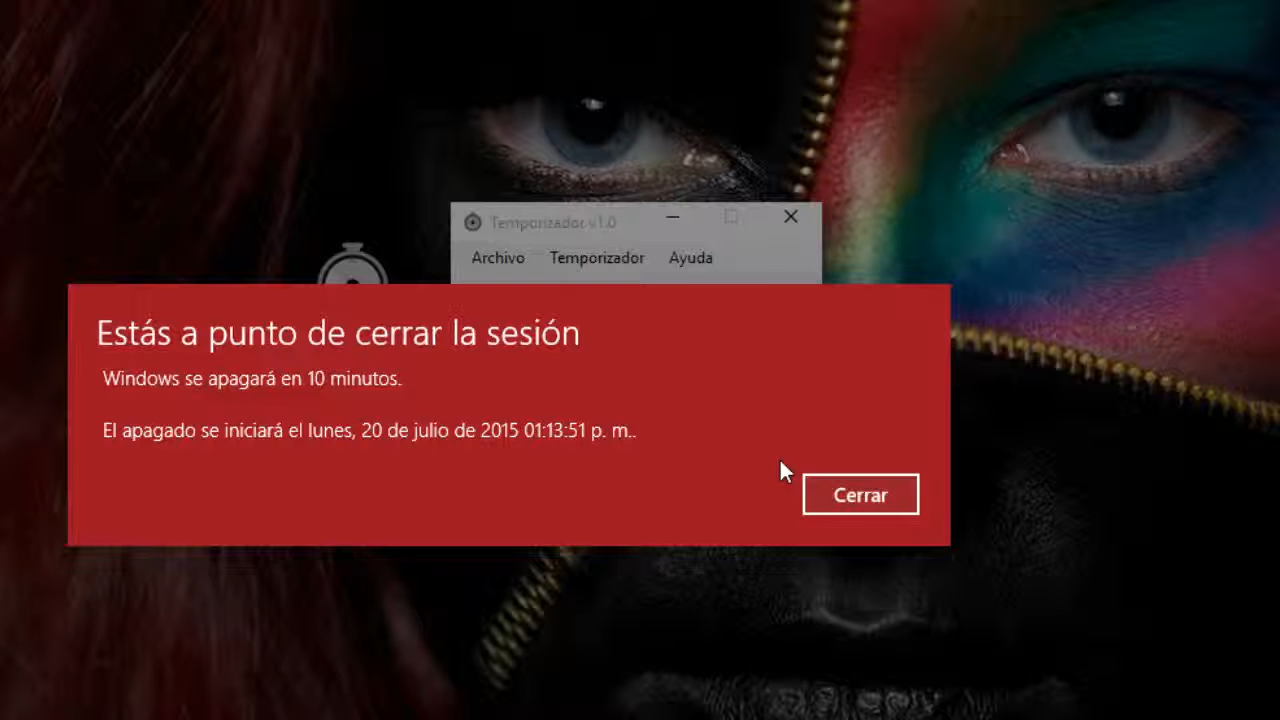 Temporizador v1.0
Archivo Temporizador Ayuda
Estás a punto de cerrar la sesión
Windows se apagará en 10 minutos.
El apagado se iniciará el lunes, 20 de julio de 2015 01:13:51 p. m..
Cerrar